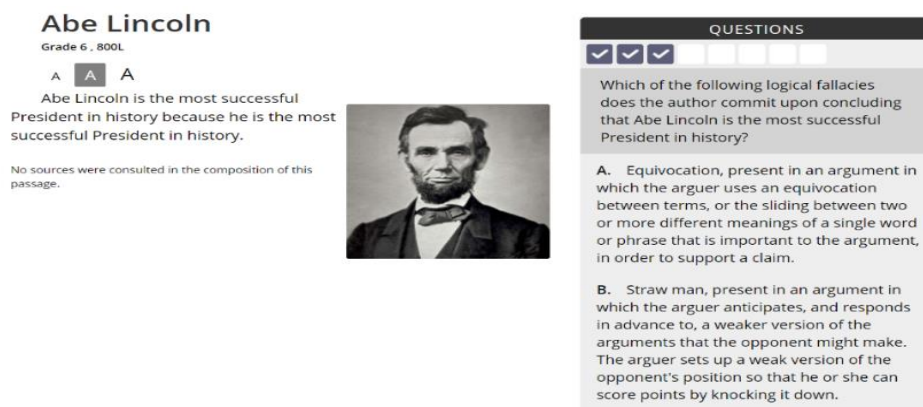 Abe Lincoln
Grade 6 , 800L
A A A
Abe Lincoln is the most successful
President in history because he is the most
successful President in history.
No sources were consulted in the composition of this
passage.
QUESTIONS
Which of the following logical fallacies
does the author commit upon concluding
that Abe Lincoln is the most successful
President in history?
A. Equivocation, present in an argument in
which the arguer uses an equivocation
between terms, or the sliding between two
or more different meanings of a single word
or phrase that is important to the argument,
in order to support a claim.
B. Straw man, present in an argument in
which the arguer anticipates, and responds
in advance to, a weaker version of the
arguments that the opponent might make.
The arguer sets up a weak version of the
opponent's position so that he or she can
score points by knocking it down.